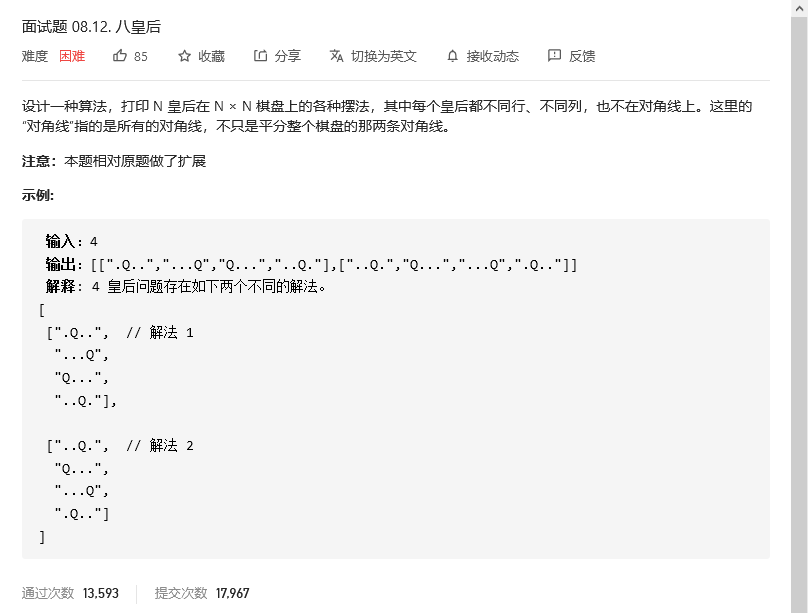 面试题 08.12. 八皇后
难度 困难 85 收藏 分享 切换为英文 接收动态 反馈
设计一种算法，打印 N 皇后在 N × N 棋盘上的各种摆法，其中每个皇后都不同行、不同列，也不在对角线上。这里的
“对角线”指的是所有的对角线，不只是平分整个棋盘的那两条对角线。
注意：本题相对原题做了扩展
示例:
输入：4
输出：[[".Q..","...Q","Q...","..Q."],["..Q.","Q...","...Q",".Q.."]]
解释: 4 皇后问题存在如下两个不同的解法。
[
[".Q..", // 解法 1
"...Q",
"Q...",
"..Q."],
["..Q.", // 解法 2
"Q...",
"...Q",
".Q.."]
]
通过次数 13,593 提交次数 17,967